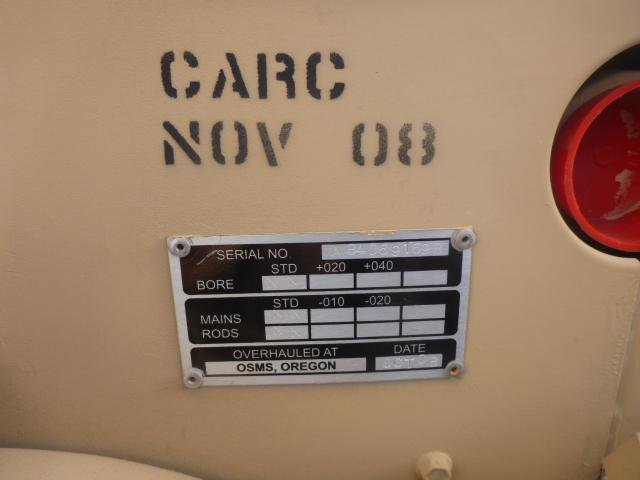 CARC
NOV 08
SERIAL NO.
STD +020 +040
BORE
STD -010 -020
MAINS
RODS
OVERHAULED AT DATE
OSMS, OREGON